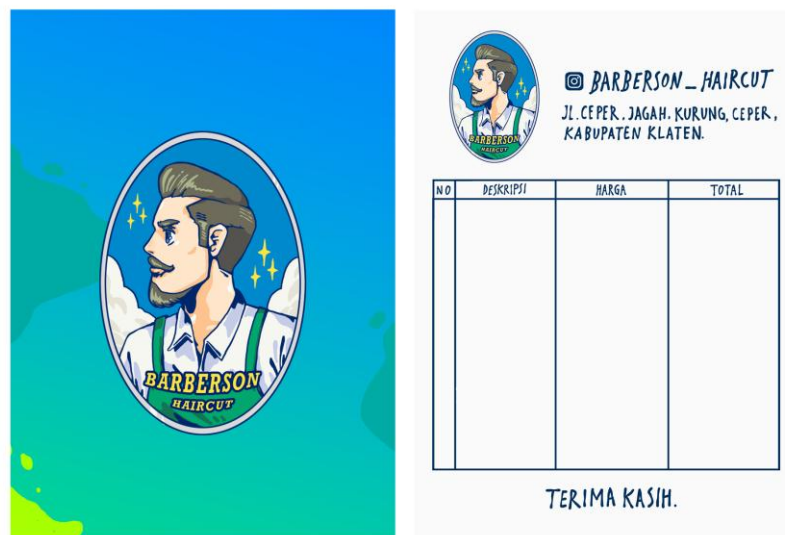 BARBERSON
HAIRCUT
BARBERSON
HAIRCUT
BARBERSON_HAIRCUT
JL. CEPER. JAGAH. KURUNG, CEPER,
KABUPATEN KLATEN.
NO DESKRIPSI HARGA TOTAL
TERIMA KASIH.